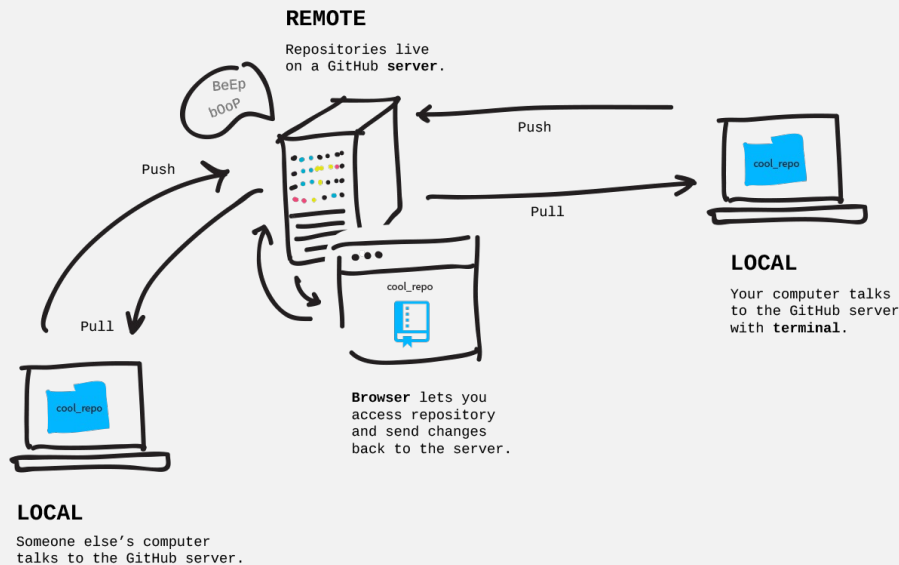 REMOTE
Repositories live
on a GitHub server.
BeEp
bOoP
Push
Push
cool_repo
Pull
LOCAL
Your computer talks
to the GitHub server
with terminal.
cool_repo
Browser lets you
access repository
and send changes
back to the server.
Pull
cool_repo
LOCAL
Someone else’s computer
talks to the GitHub server.